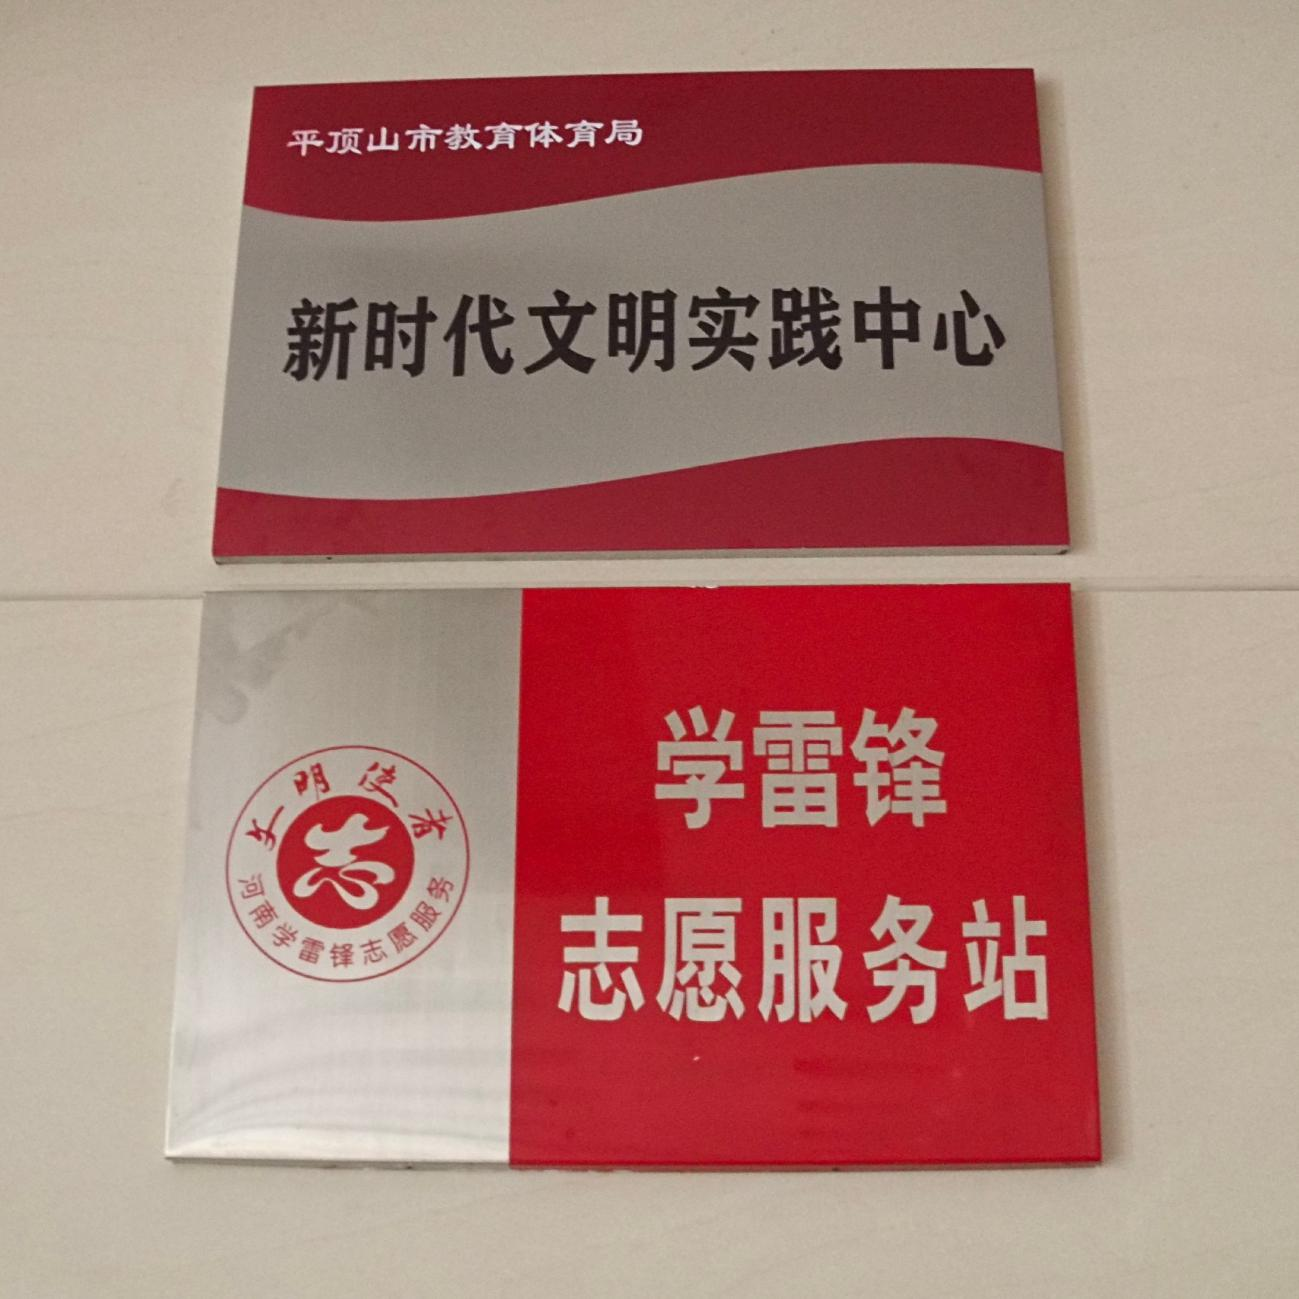 平顶山市教育体育局
新时代文明实践中心
文明使者
志
河南学雷锋志愿服务
学雷锋
志愿服务站